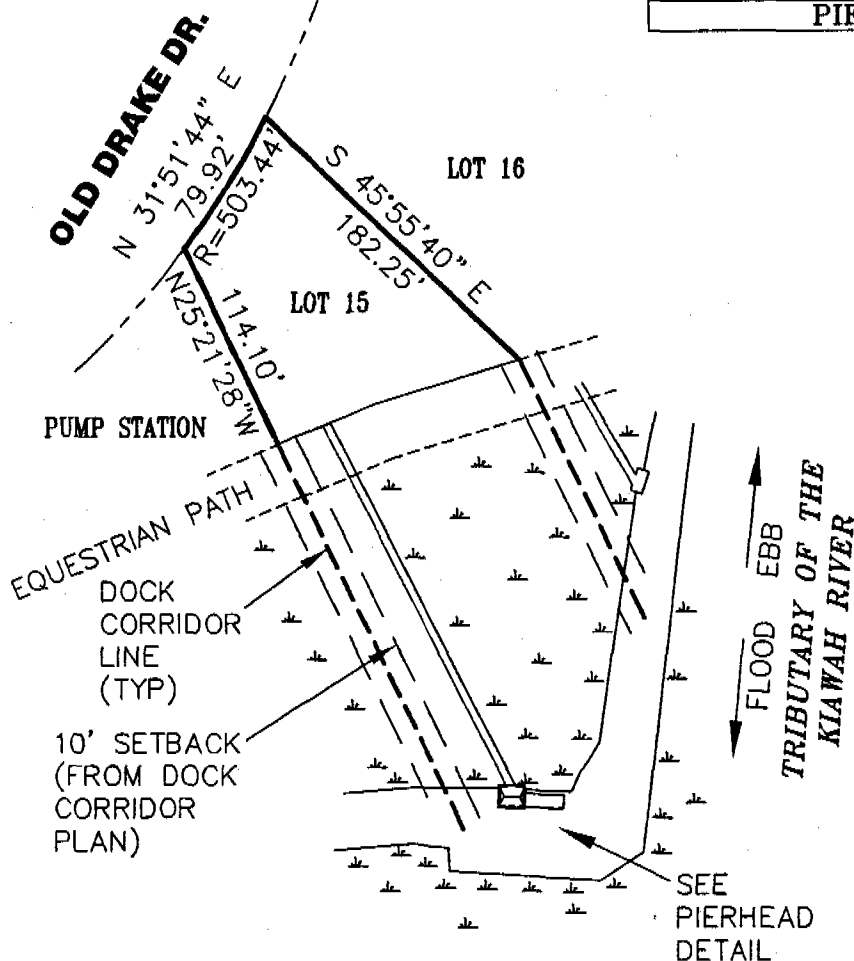 PIE
OLD DRAKE DR.
N 31°51'44" E
79.92'
R=503.44'
LOT 16
S 45°55'40" E
182.25'
LOT 15
114.10'
N25°21'28"W
PUMP STATION
EQUESTRIAN PATH
DOCK
CORRIDOR
LINE
(TYP)
10' SETBACK
(FROM DOCK
CORRIDOR
PLAN)
FLOOD EBB
TRIBUTARY OF THE
KIAWAH RIVER
SEE
PIERHEAD
DETAIL